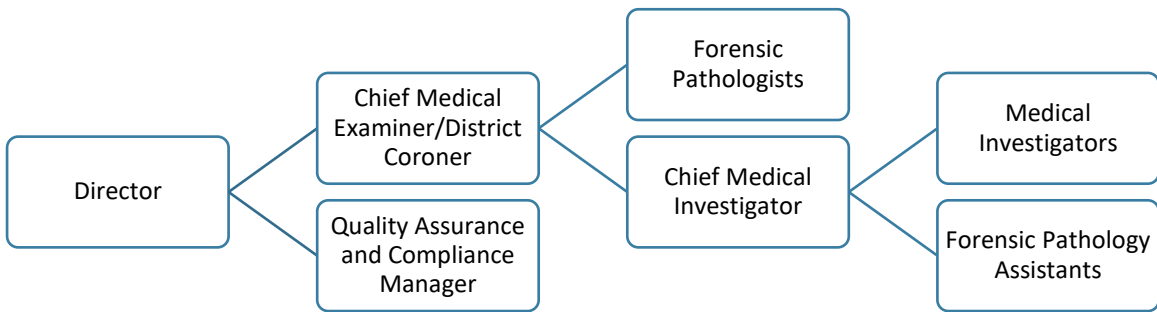 Director
Chief Medical
Examiner/District
Coroner
Quality Assurance
and Compliance
Manager
Forensic
Pathologists
Chief Medical
Investigator
Medical
Investigators
Forensic Pathology
Assistants